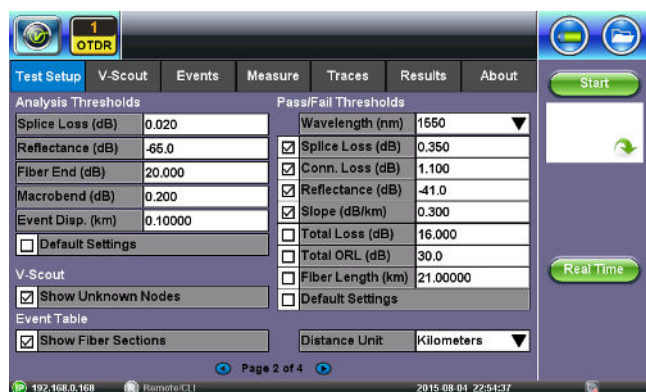 1
OTDR
Test Setup V-Scout Events Measure Traces Results About
Start
Analysis Thresholds
Splice Loss (dB) 0.020
Reflectance (dB) -65.0
Fiber End (dB) 20.000
Macrobend (dB) 0.200
Event Disp. (km) 0.10000
Default Settings
V-Scout
Show Unknown Nodes
Event Table
Show Fiber Sections
Pass/Fail Thresholds
Wavelength (nm) 1550
Splice Loss (dB) 0.350
Conn. Loss (dB) 1.100
Reflectance (dB) -41.0
Slope (dB/km) 0.300
Total Loss (dB) 16.000
Total ORL (dB) 30.0
Fiber Length (km) 21.00000
Default Settings
Distance Unit Kilometers
Real Time
Page 2 of 4
IP 192.168.0.168 R Remote/CLI 2015-08-04 22:54:37